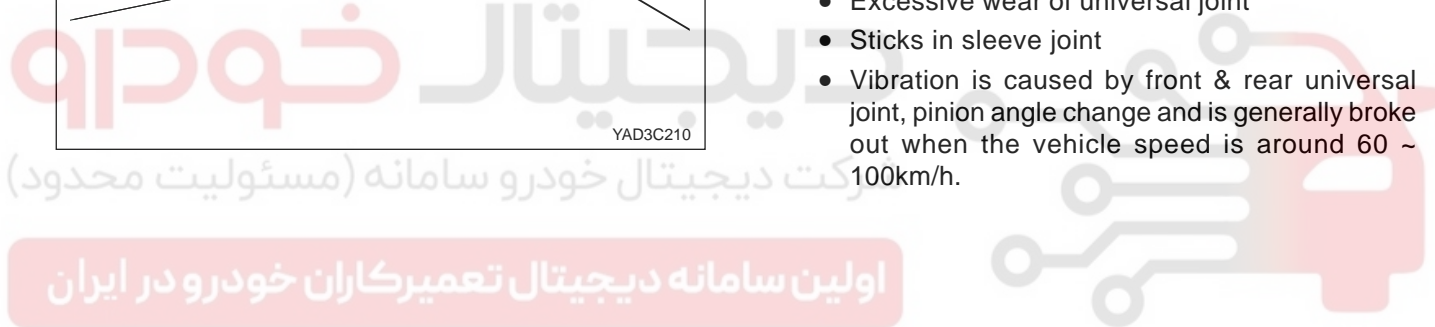 • Excessive wear of universal joint
• Sticks in sleeve joint
• Vibration is caused by front & rear universal
joint, pinion angle change and is generally broke
out when the vehicle speed is around 60 ~
100km/h.
YAD3C210
دیجیتال خودرو
شرکت دیجیتال خودرو سامانه (مسئولیت محدود)
اولین سامانه دیجیتال تعمیرکاران خودرو در ایران